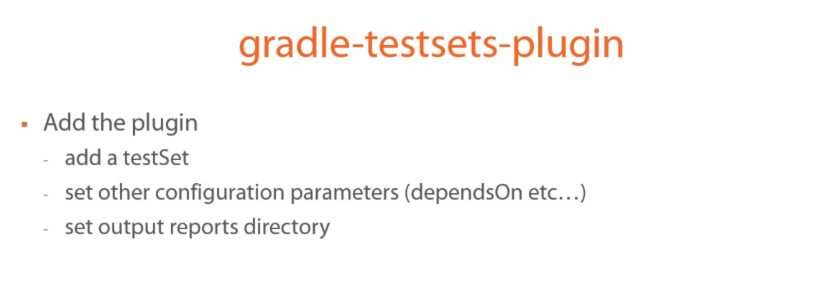 gradle-testsets-plugin
▪ Add the plugin
- add a testSet
- set other configuration parameters (dependsOn etc…)
- set output reports directory